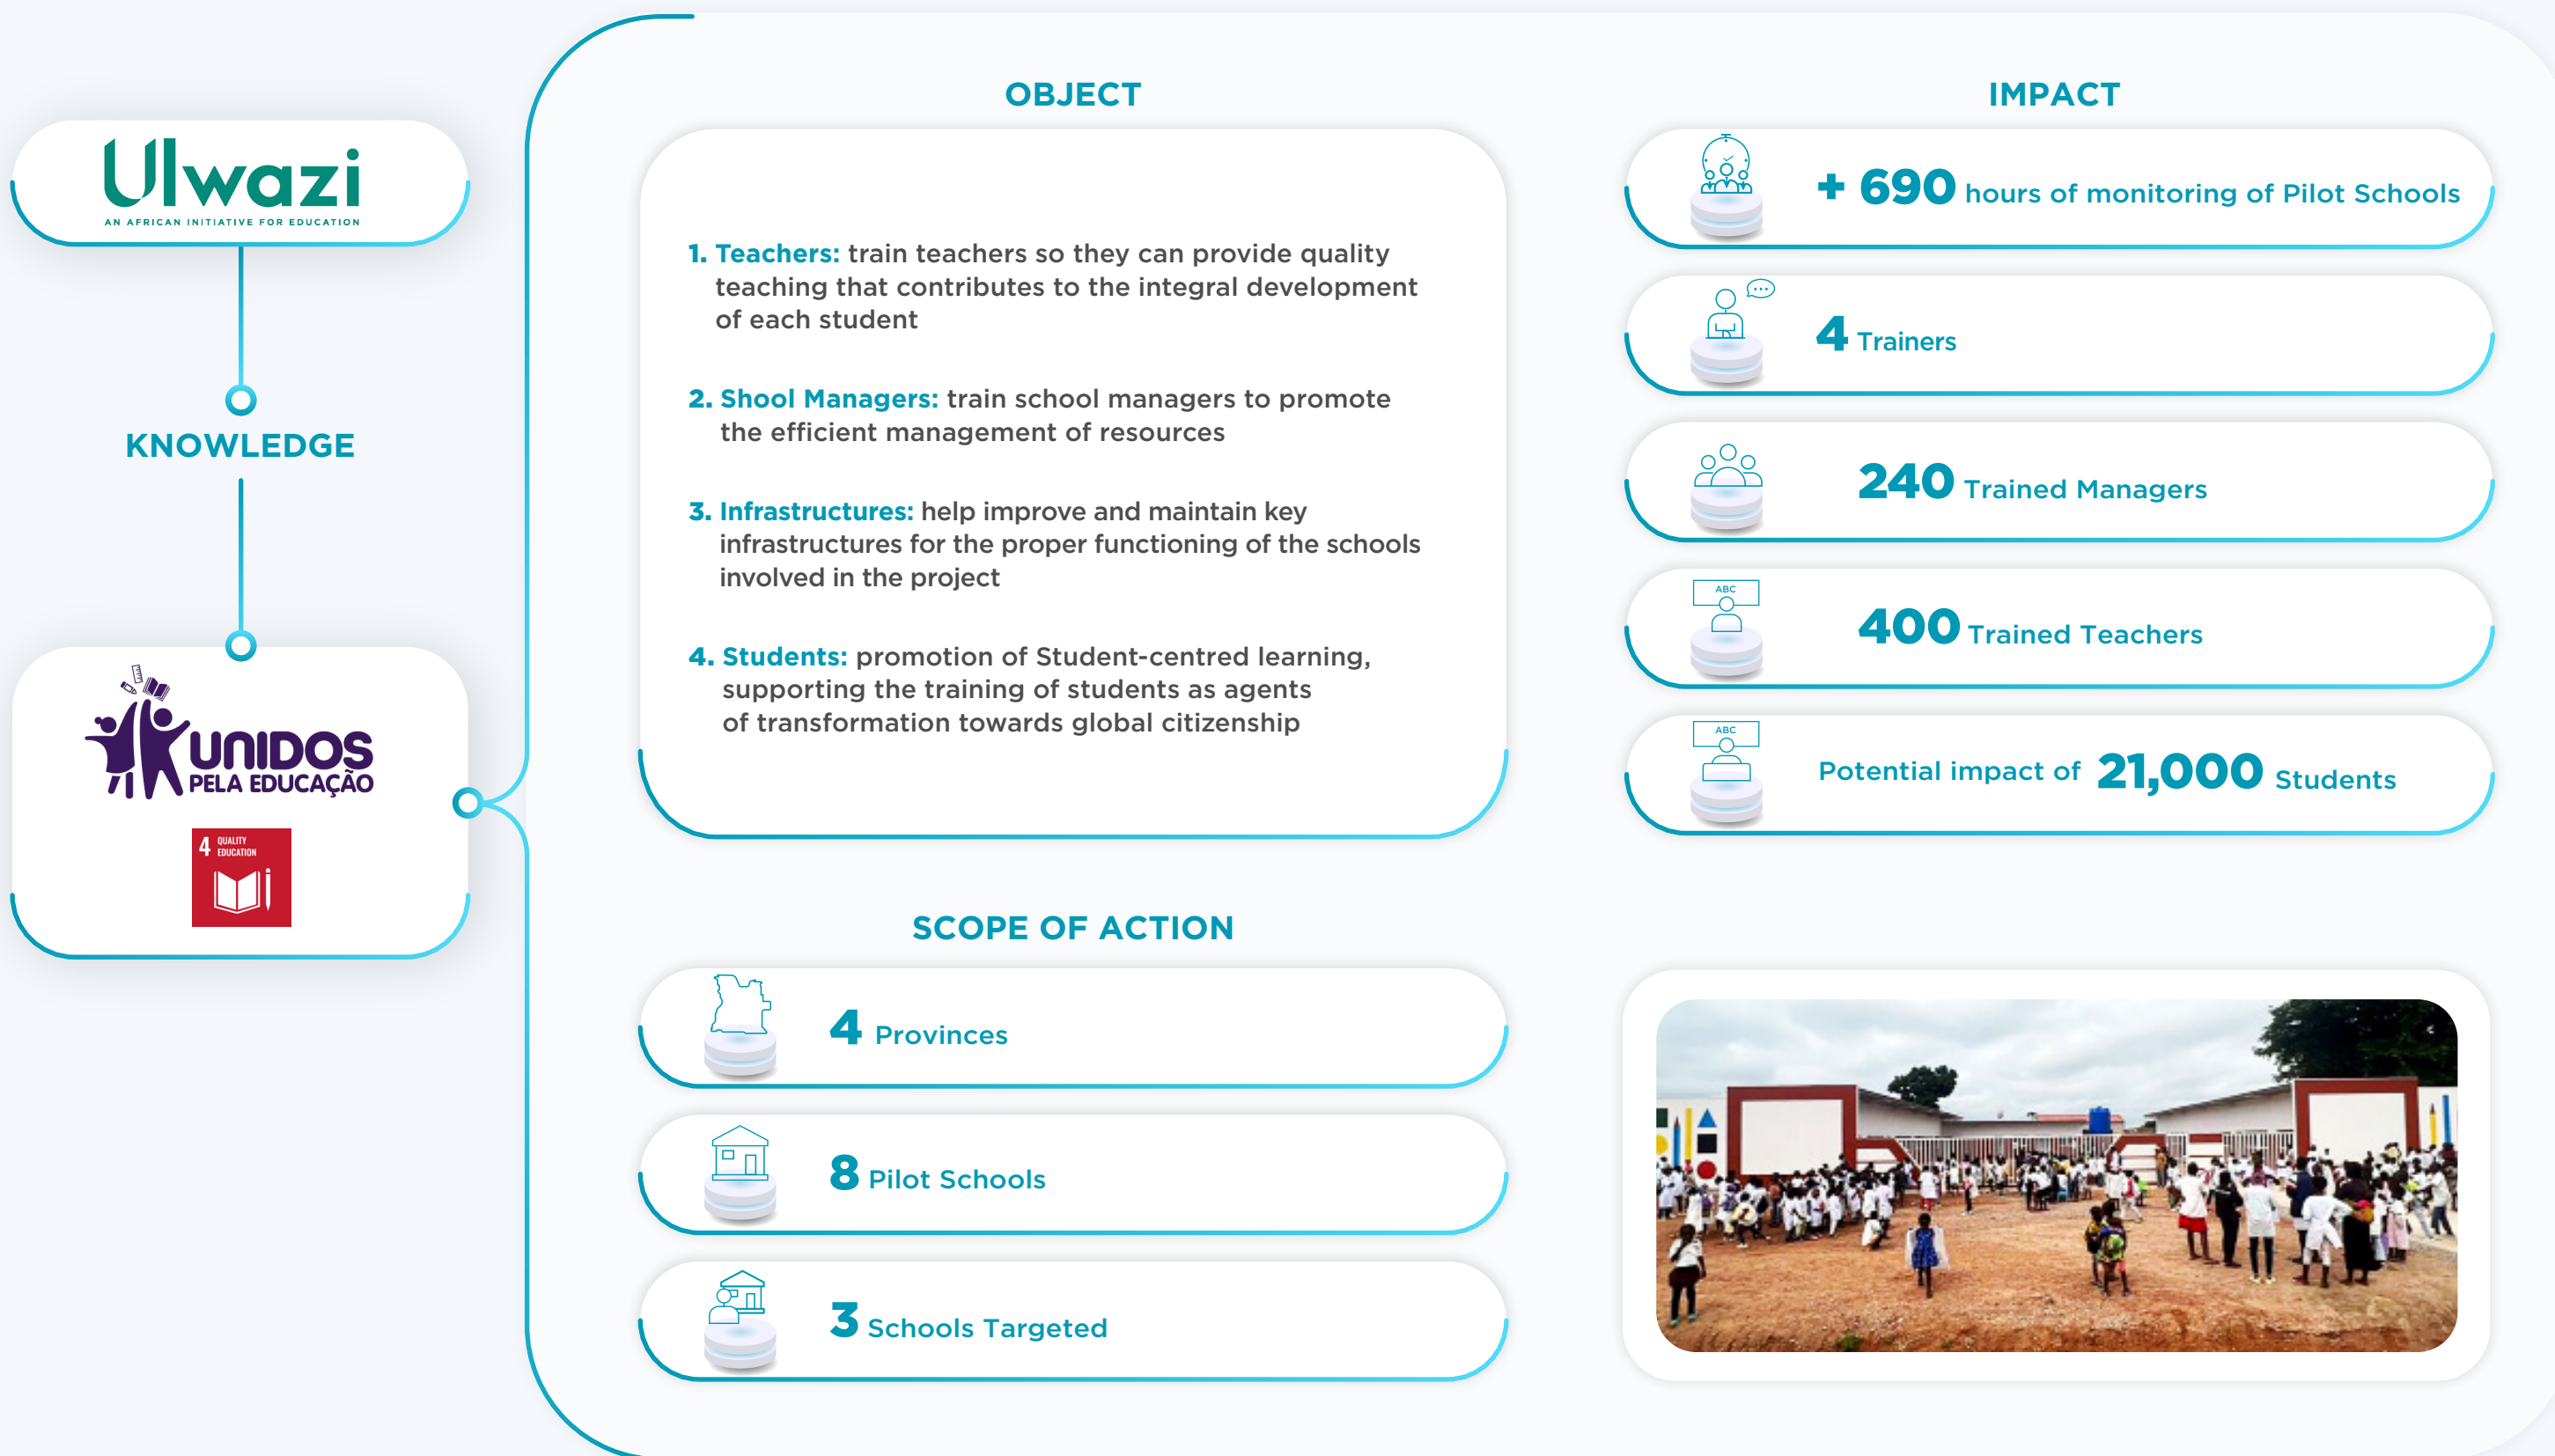 Ulwazi
AN AFRICAN INITIATIVE FOR EDUCATION
KNOWLEDGE
UNIDOS
PELA EDUCAÇÃO
4 QUALITY
EDUCATION
OBJECT
1. Teachers: train teachers so they can provide quality
teaching that contributes to the integral development
of each student
2. Shool Managers: train school managers to promote
the efficient management of resources
3. Infrastructures: help improve and maintain key
infrastructures for the proper functioning of the schools
involved in the project
4. Students: promotion of Student-centred learning,
supporting the training of students as agents
of transformation towards global citizenship
SCOPE OF ACTION
4 Provinces
8 Pilot Schools
3 Schools Targeted
IMPACT
+ 690 hours of monitoring of Pilot Schools
4 Trainers
240 Trained Managers
ABC
400 Trained Teachers
ABC
Potential impact of 21,000 Students